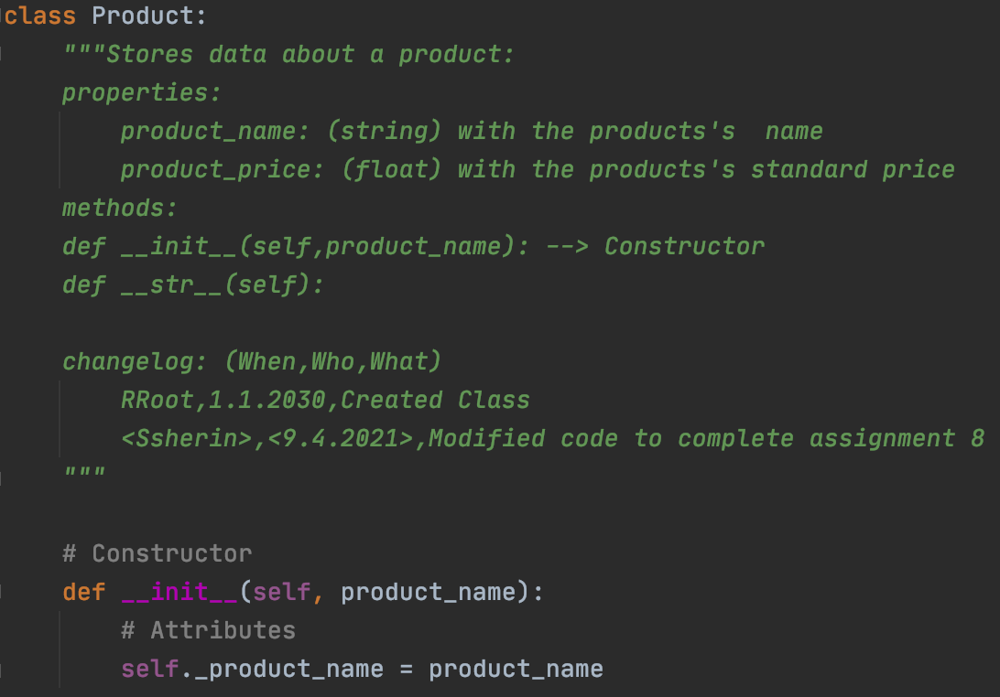 class Product:
"""Stores data about a product:
properties:
product_name: (string) with the products's  name
product_price: (float) with the products's standard price
methods:
def __init__(self,product_name): --> Constructor
def __str__(self):
changelog: (When,Who,What)
RRoot,1.1.2030,Created Class
<Ssherin>,<9.4.2021>,Modified code to complete assignment 8
"""
# Constructor
def __init__(self, product_name):
# Attributes
self._product_name = product_name